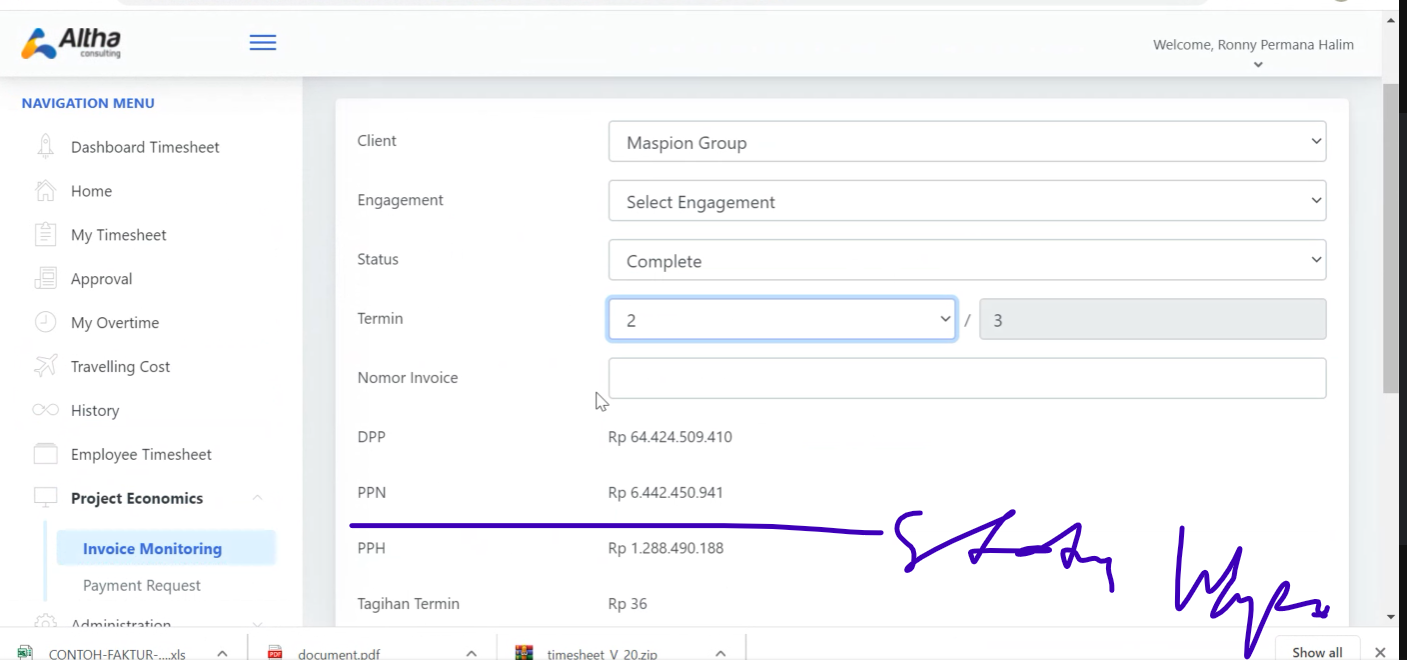 Altha
consulting
Welcome, Ronny Permana Halim
NAVIGATION MENU
Dashboard Timesheet
Home
My Timesheet
Approval
My Overtime
Travelling Cost
History
Employee Timesheet
Project Economics
Invoice Monitoring
Payment Request
Administration
Client Maspion Group
Engagement Select Engagement
Status Complete
Termin 2 / 3
Nomor Invoice
DPP Rp 64.424.509.410
PPN Rp 6.442.450.941
PPH Rp 1.288.490.188
Tagihan Termin Rp 36
CONTOH-FAKTUR-....xls
document.pdf
timesheet_V_20.zip
Show all